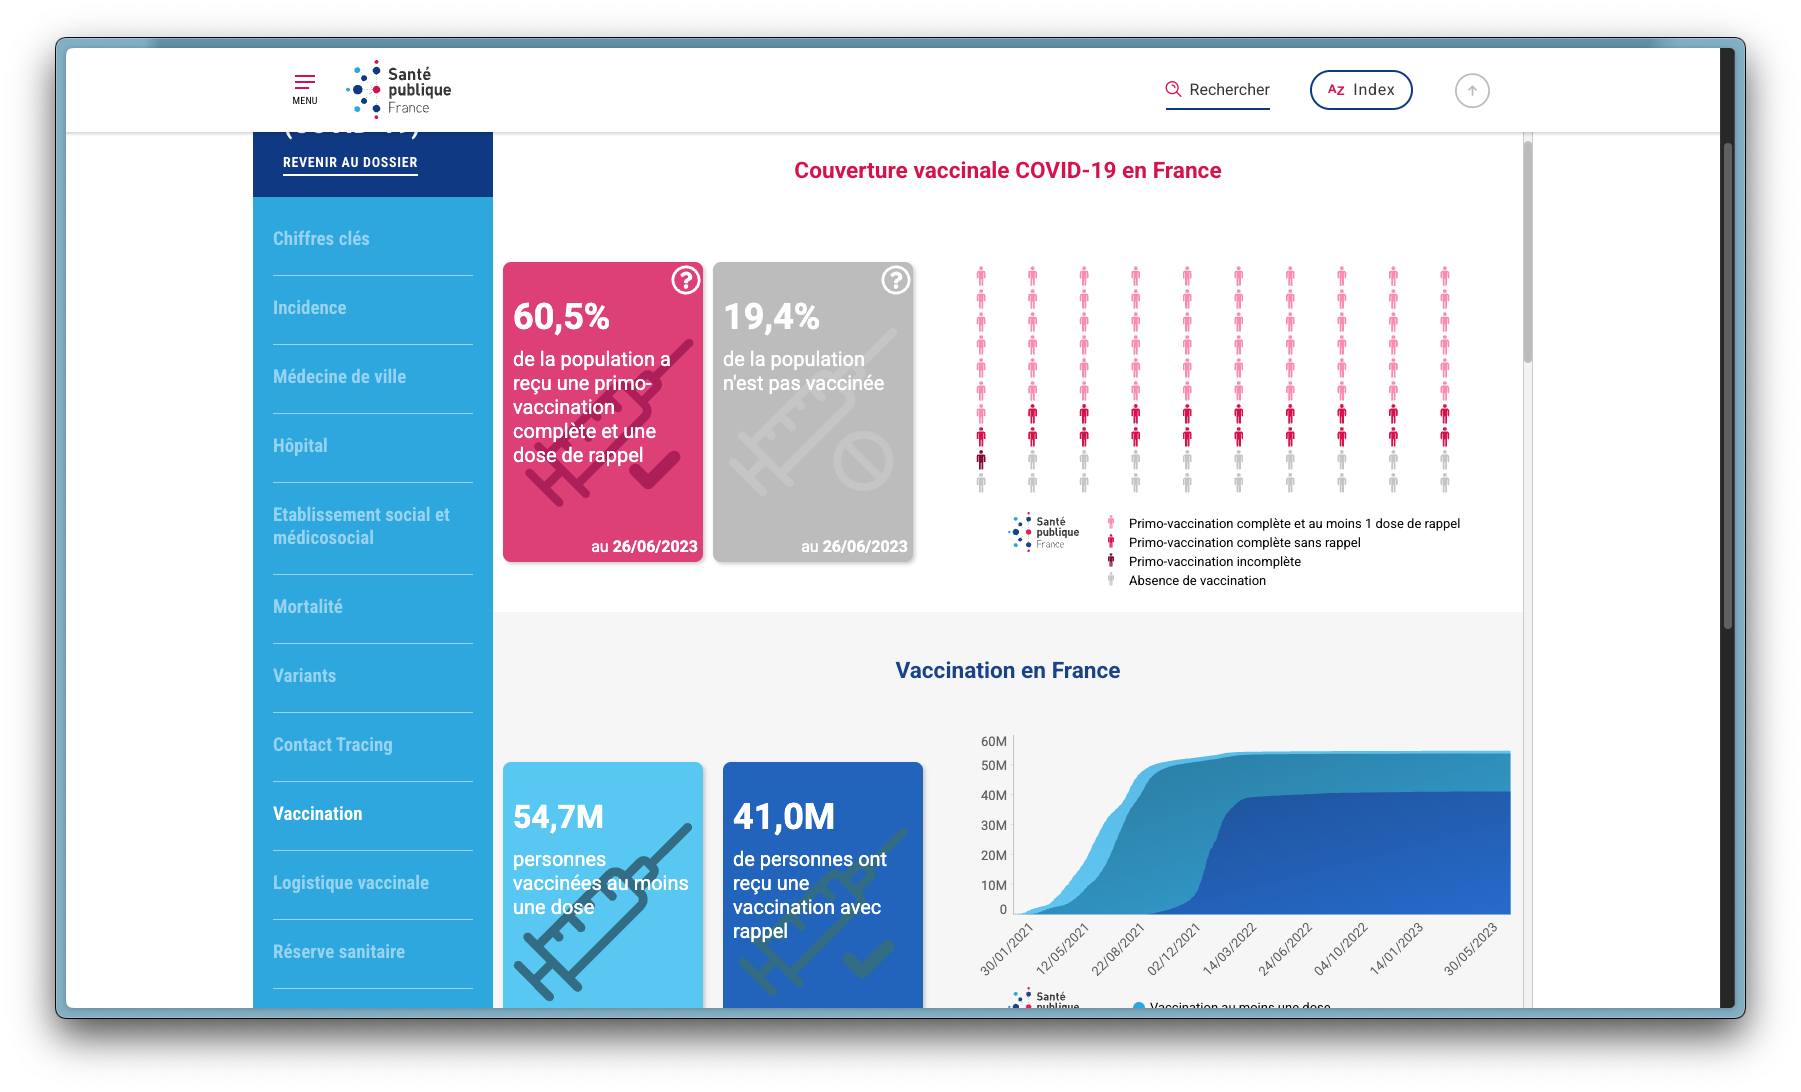 MENU
Santé
publique
France
Rechercher
AZ Index
REVENIR AU DOSSIER
Chiffres clés
Incidence
Médecine de ville
Hôpital
Etablissement social et
médicosocial
Mortalité
Variants
Contact Tracing
Vaccination
Logistique vaccinale
Réserve sanitaire
Couverture vaccinale COVID-19 en France
?
60,5%
de la population a
reçu une primo-
vaccination
complète et une
dose de rappel
au 26/06/2023
?
19,4%
de la population
n'est pas vaccinée
au 26/06/2023
Santé
publique
France
Primo-vaccination complète et au moins 1 dose de rappel
Primo-vaccination complète sans rappel
Primo-vaccination incomplète
Absence de vaccination
Vaccination en France
54,7M
personnes
vaccinées au moins
une dose
41,0M
de personnes ont
reçu une
vaccination avec
rappel
60M
50M
40M
30M
20M
10M
0
30/01/2021
12/05/2021
22/08/2021
02/12/2021
14/03/2022
24/06/2022
04/10/2022
14/01/2023
30/05/2023
Santé
publique
Vaccination au moins une dose